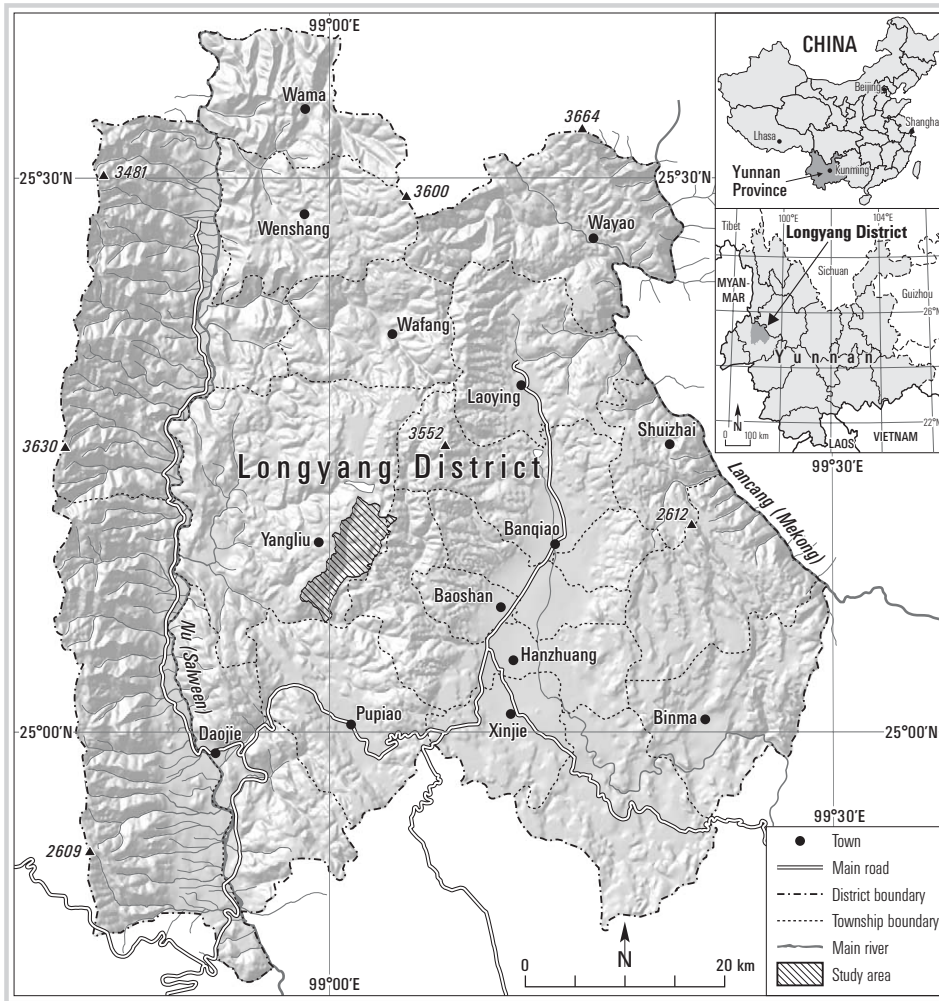 99°00'E
Wama
3664
3481
25°30'N
3600
25°30'N
Wenshang
Wayao
Wafang
Laoying
3552
Shuizhai
3630
Longyang District
99°30'E
Lancang (Mekong)
2612
Yangliu
Banqiao
Baoshan
Nu (Salween)
Hanzhuang
Pupiao
Xinjie
Binma
25°00'N
Daojie
25°00'N
2609
99°30'E
99°00'E
0 20 km
N
CHINA
Beijing
Shanghai
Lhasa
Yunnan
Province
Kunming
100°E
104°E
Tibet
Longyang District
Sichuan
MYAN-
MAR
Guizhou
26°N
Yunnan
N
0 100 km
22°N
LAOS
VIETNAM
Town
Main road
District boundary
Township boundary
Main river
Study area